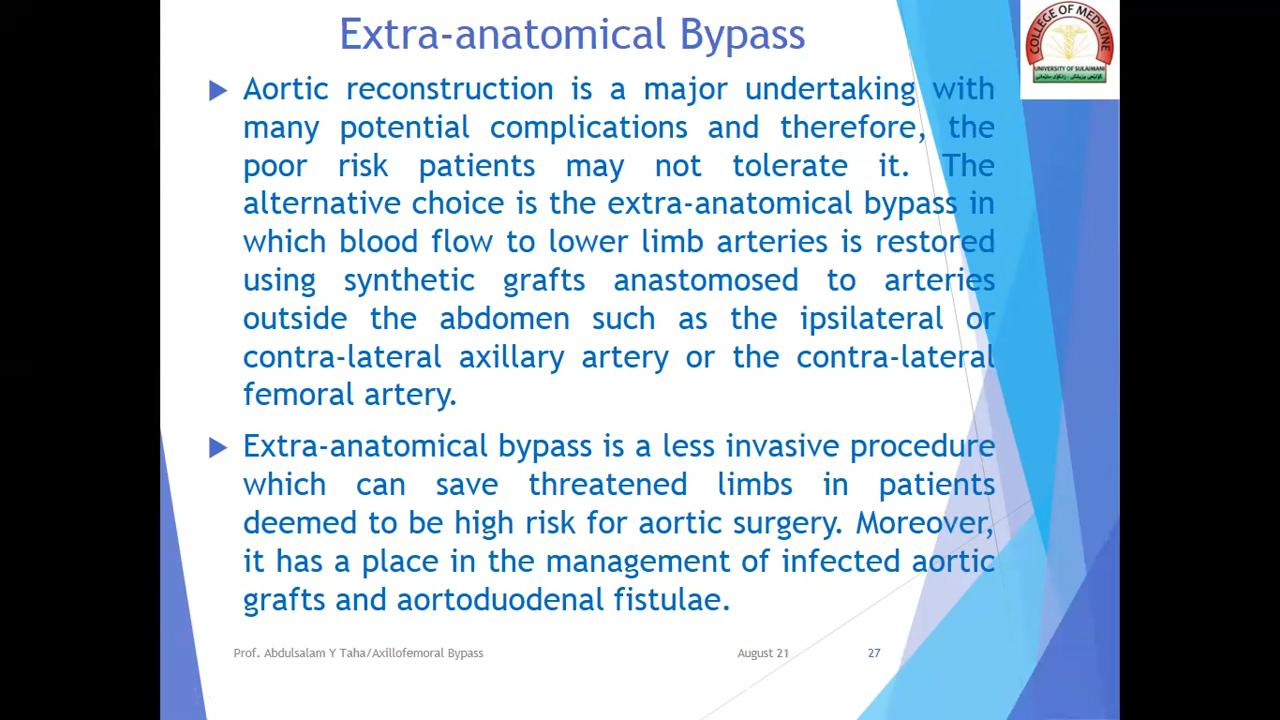 Extra-anatomical Bypass
COLLEGE OF MEDICINE
UNIVERSITY OF SULAIMANI
Aortic reconstruction is a major undertaking with
many potential complications and therefore, the
poor risk patients may not tolerate it. The
alternative choice is the extra-anatomical bypass in
which blood flow to lower limb arteries is restored
using synthetic grafts anastomosed to arteries
outside the abdomen such as the ipsilateral or
contra-lateral axillary artery or the contra-lateral
femoral artery.
Extra-anatomical bypass is a less invasive procedure
which can save threatened limbs in patients
deemed to be high risk for aortic surgery. Moreover,
it has a place in the management of infected aortic
grafts and aortoduodenal fistulae.
Prof. Abdulsalam Y Taha/Axillofemoral Bypass
August 21
27